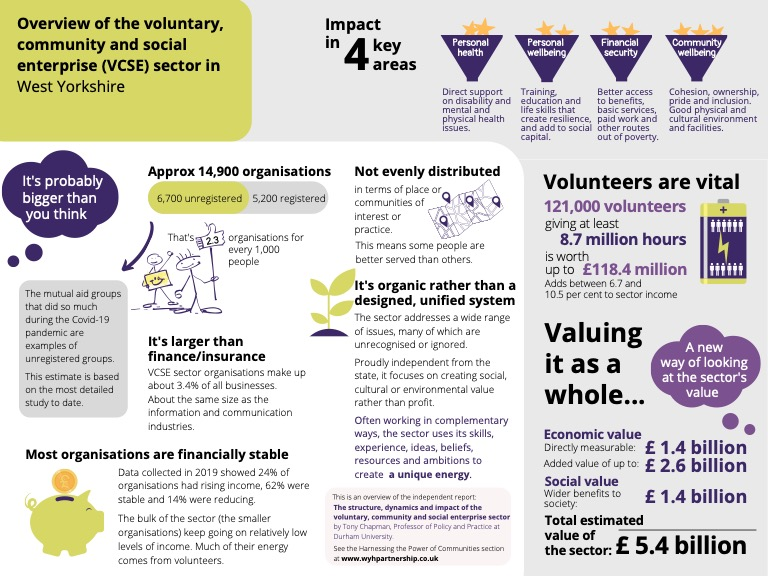 Overview of the voluntary,
community and social
enterprise (VCSE) sector in
West Yorkshire
Impact
in 4 key
areas
Personal
health
Direct support
on disability and
mental and
physical health
issues.
Personal
wellbeing
Training,
education and
life skills that
create resilience,
and add to social
capital.
Financial
security
Better access
to benefits,
basic services,
paid work and
other routes
out of poverty.
Community
wellbeing
Cohesion, ownership,
pride and inclusion.
Good physical and
cultural environment
and facilities.
It's probably
bigger than
you think
The mutual aid groups
that did so much
during the Covid-19
pandemic are
examples of
unregistered groups.
This estimate is based
on the most detailed
study to date.
Approx 14,900 organisations
6,700 unregistered 5,200 registered
That's 2.3 organisations for
every 1,000
people
It's larger than
finance/insurance
VCSE sector organisations make up
about 3.4% of all businesses.
About the same size as the
information and communication
industries.
Most organisations are financially stable
Data collected in 2019 showed 24% of
organisations had rising income, 62% were
stable and 14% were reducing.
The bulk of the sector (the smaller
organisations) keep going on relatively low
levels of income. Much of their energy
comes from volunteers.
Not evenly distributed
in terms of place or
communities of
interest or
practice.
This means some people are
better served than others.
It's organic rather than a
designed, unified system
The sector addresses a wide range
of issues, many of which are
unrecognised or ignored.
Proudly independent from the
state, it focuses on creating social,
cultural or environmental value
rather than profit.
Often working in complementary
ways, the sector uses its skills,
experience, ideas, beliefs,
resources and ambitions to
create a unique energy.
This is an overview of the independent report:
The structure, dynamics and impact of the
voluntary, community and social enterprise sector
by Tony Chapman, Professor of Policy and Practice at
Durham University.
See the Harnessing the Power of Communities section
at www.wyhpartnership.co.uk
Volunteers are vital
121,000 volunteers
giving at least
8.7 million hours
is worth
up to £118.4 million
Adds between 6.7 and
10.5 per cent to sector income
Valuing
it as a
whole...
A new
way of looking
at the sector's
value
Economic value
Directly measurable: £ 1.4 billion
Added value of up to: £ 2.6 billion
Social value
Wider benefits to
society: £ 1.4 billion
Total estimated
value of
the sector: £ 5.4 billion